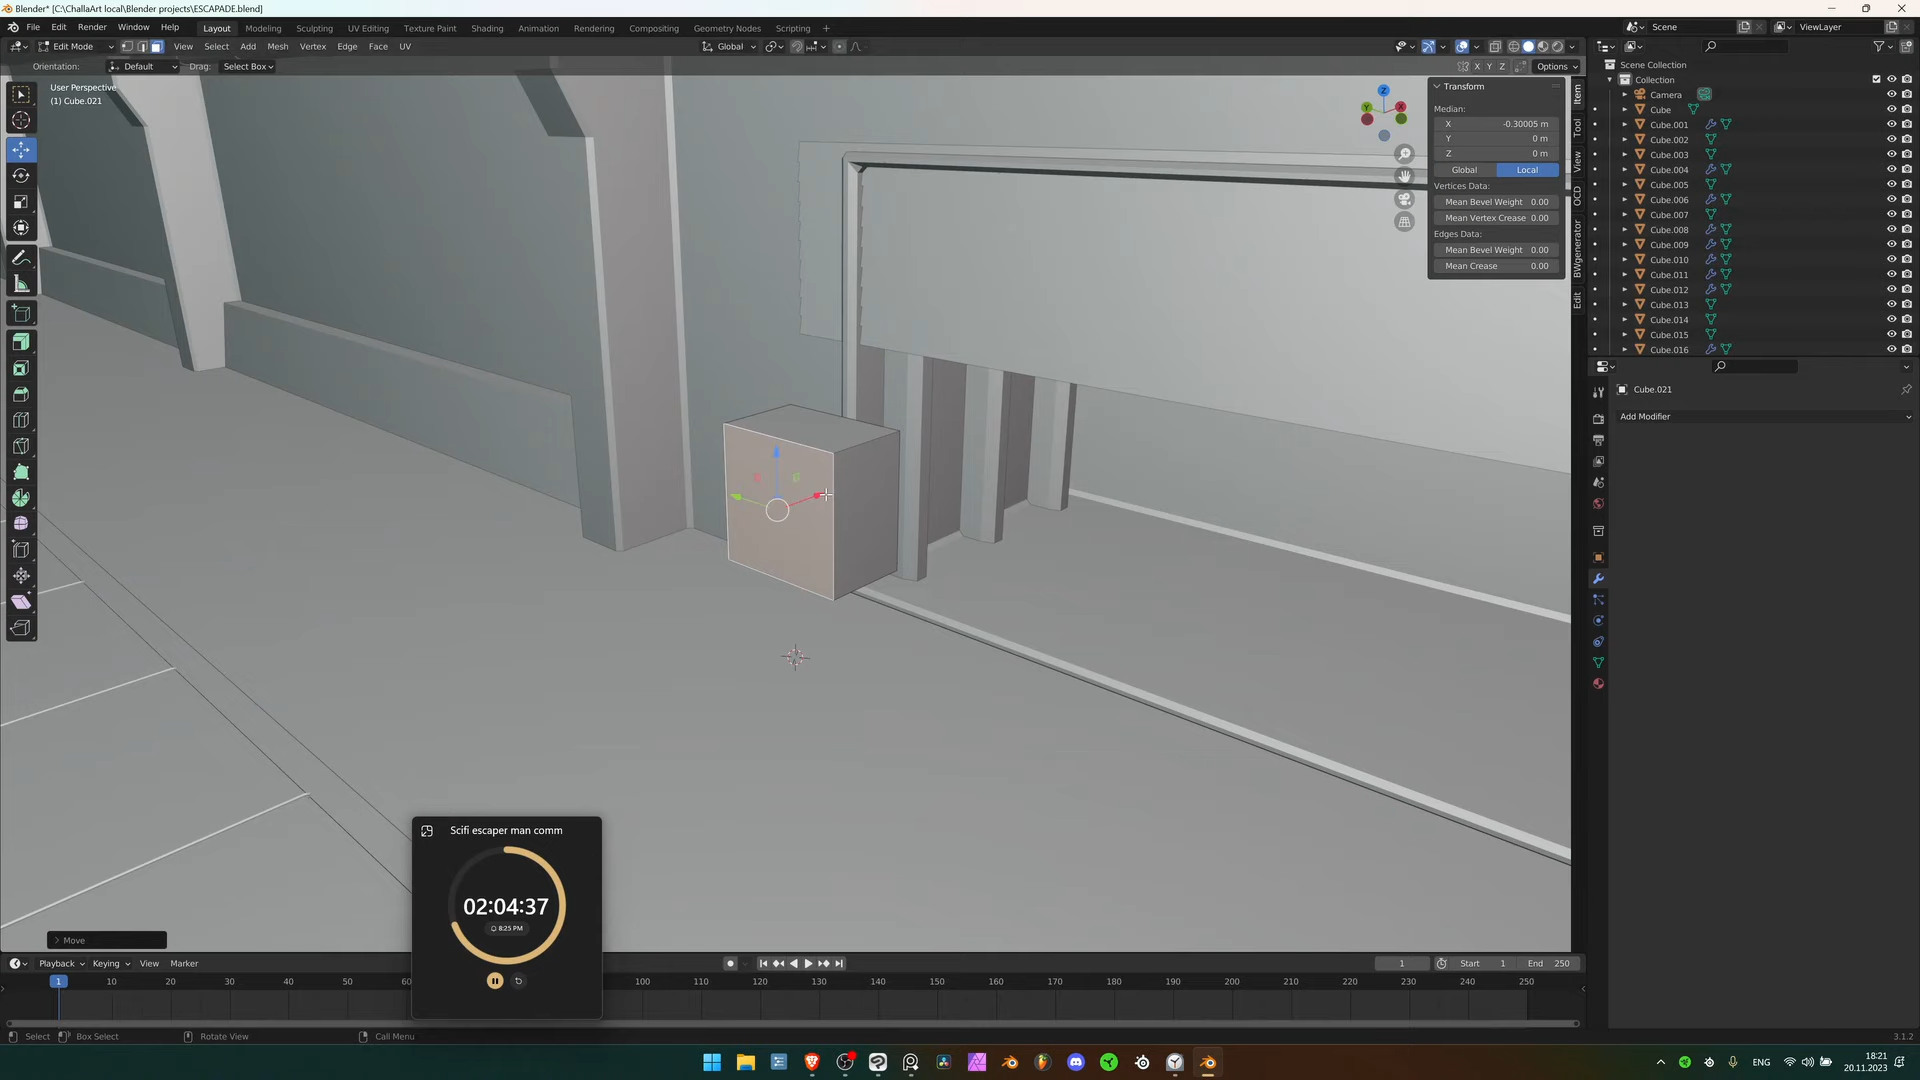 Blender* [C:\ChallaArt local\Blender projects\ESCAPADE.blend]
File Edit Render Window Help Layout Modeling Sculpting UV Editing Texture Paint Shading Animation Rendering Compositing Geometry Nodes Scripting + Scene ViewLayer
Edit Mode View Select Add Mesh Vertex Edge Face UV Global
Orientation: Default Drag: Select Box X Y Z Options
User Perspective
(1) Cube.021
Transform
Median:
X -0.30005 m
Y 0 m
Z 0 m
Global Local
Vertices Data:
Mean Bevel Weight 0.00
Mean Vertex Crease 0.00
Edges Data:
Mean Bevel Weight 0.00
Mean Crease 0.00
Item
Tool
View
OCD
BWgenerator
Edit
Z
Y X
Scene Collection
Collection
Camera
Cube
Cube.001
Cube.002
Cube.003
Cube.004
Cube.005
Cube.006
Cube.007
Cube.008
Cube.009
Cube.010
Cube.011
Cube.012
Cube.013
Cube.014
Cube.015
Cube.016
Cube.021
Add Modifier
Scifi escaper man comm
02:04:37
8:25 PM
Move
Playback Keying View Marker 1 Start 1 End 250
1 10 20 30 40 50 100 110 120 130 140 150 160 170 180 190 200 210 220 230 240 250
Select Box Select Rotate View Call Menu 3.1.2
ENG 18:21
20.11.2023